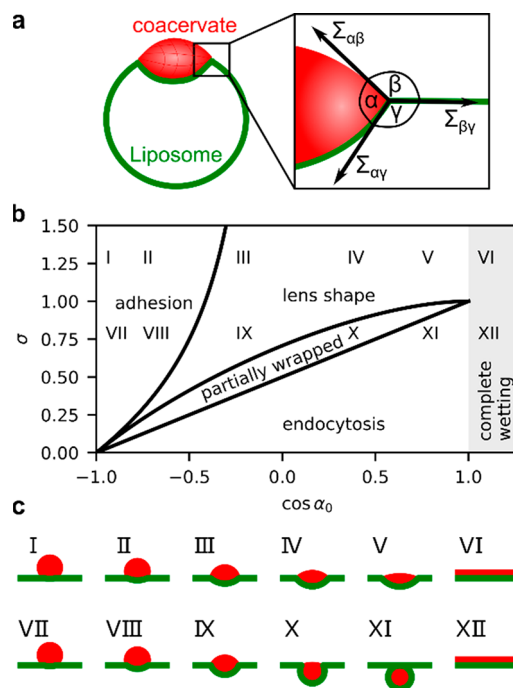 a
coacervate
Liposome
Σαβ
β
α
γ
Σβγ
Σαγ
b
1.50
1.25
1.00
0.75
0.50
0.25
0.00
σ
I II III IV V VI
adhesion
lens shape
VII VIII IX X XI XII
partially wrapped
endocytosis
complete
wetting
-1.0 -0.5 0.0 0.5 1.0
cos α0
c
I II III IV V VI
VII VIII IX X XI XII